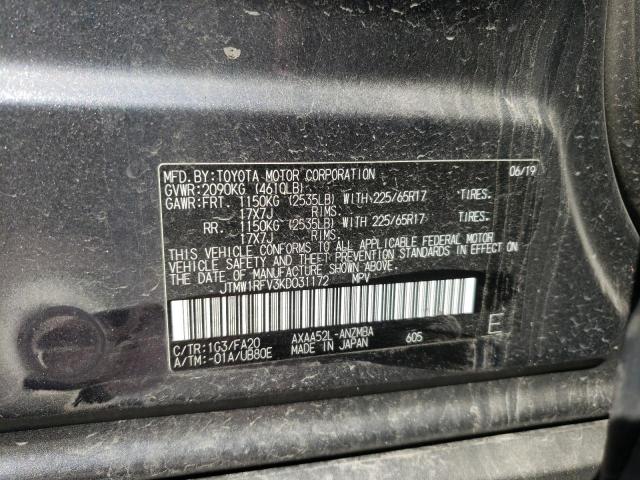 MFD. BY: TOYOTA MOTOR CORPORATION 06/19
GVWR: 2090KG (4610LB)
GAWR: FRT. 1150KG (2535LB) WITH 225/65R17 TIRES.
17X7J RIMS.
RR. 1150KG (2535LB) WITH 225/65R17 TIRES.
17X7J RIMS.
THIS VEHICLE CONFORMS TO ALL APPLICABLE FEDERAL MOTOR
VEHICLE SAFETY AND THEFT PREVENTION STANDARDS IN EFFECT ON
THE DATE OF MANUFACTURE SHOWN ABOVE.
JTMW1RFV3KD031172 MPV
C/TR: 1G3/FA20 AXAA52L-ANZMBA 605 E
A/TM: -01A/UB80E MADE IN JAPAN